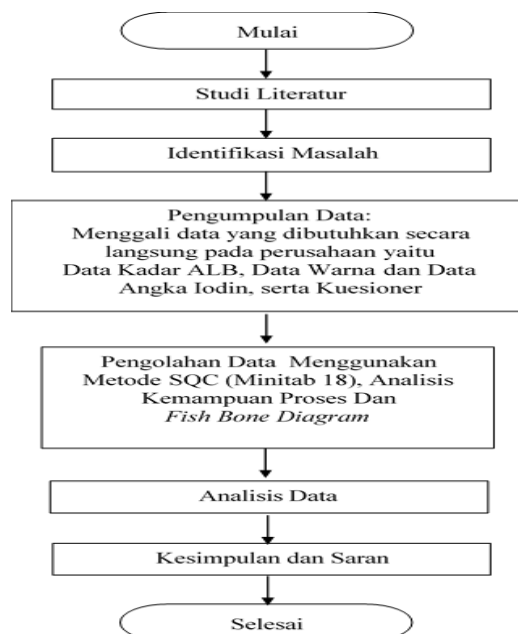 Mulai
Studi Literatur
Identifikasi Masalah
Pengumpulan Data:
Menggali data yang dibutuhkan secara
langsung pada perusahaan yaitu
Data Kadar ALB, Data Warna dan Data
Angka Iodin, serta Kuesioner
Pengolahan Data Menggunakan
Metode SQC (Minitab 18), Analisis
Kemampuan Proses Dan
Fish Bone Diagram
Analisis Data
Kesimpulan dan Saran
Selesai